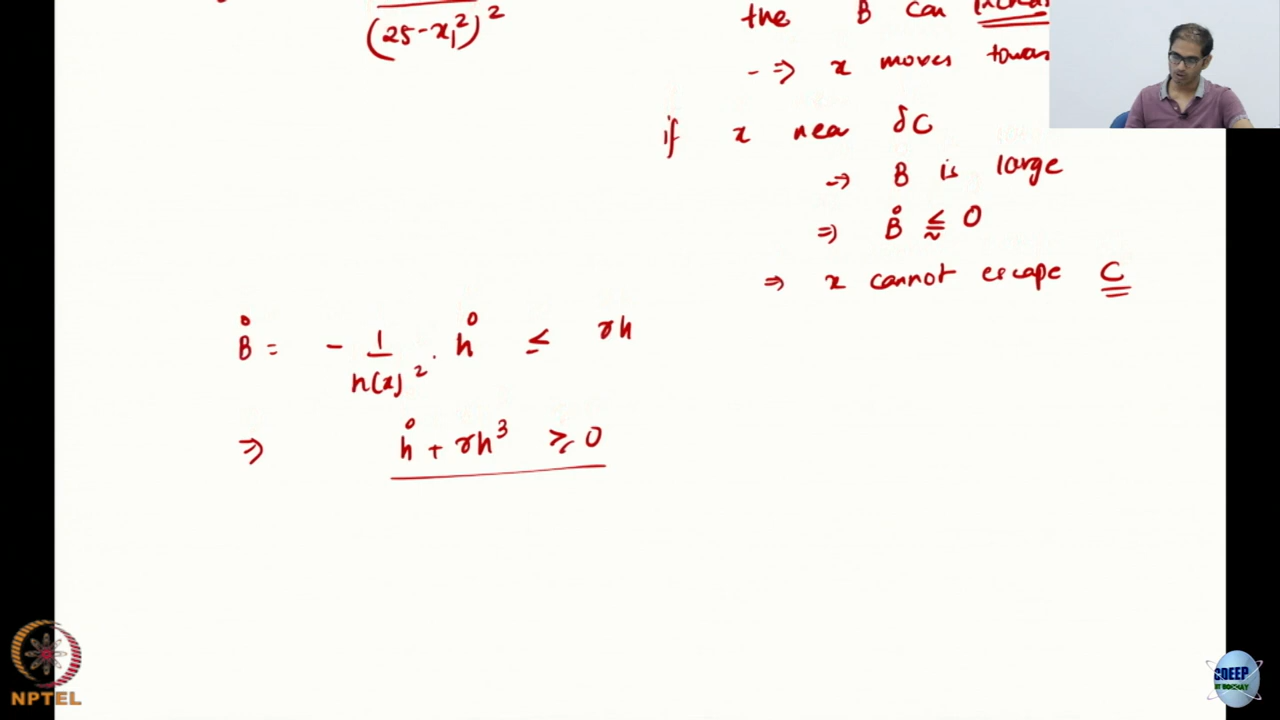 (25-x₁²)²
the B can
--⇒ x moves
if x near δC
-→ B is large
⇒ Ḃ ≦ 0
⇒ x cannot escape C
Ḃ = - 1/h(x)² · ḣ ≤ γh
⇒ ḣ + γh³ ≥ 0
NPTEL